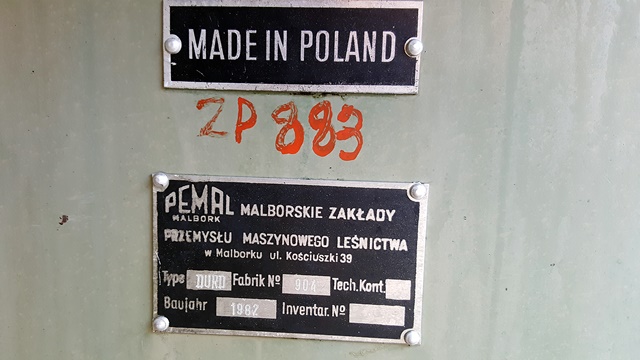 MADE IN POLAND
ZP 883
PEMAL MALBORK MALBORSKIE ZAKŁADY
PRZEMYSŁU MASZYNOWEGO LEŚNICTWA
w Malborku ul. Kościuszki 39
Type Fabrik № 904 Tech. Kont.
Baujahr 1982 Inventar. №